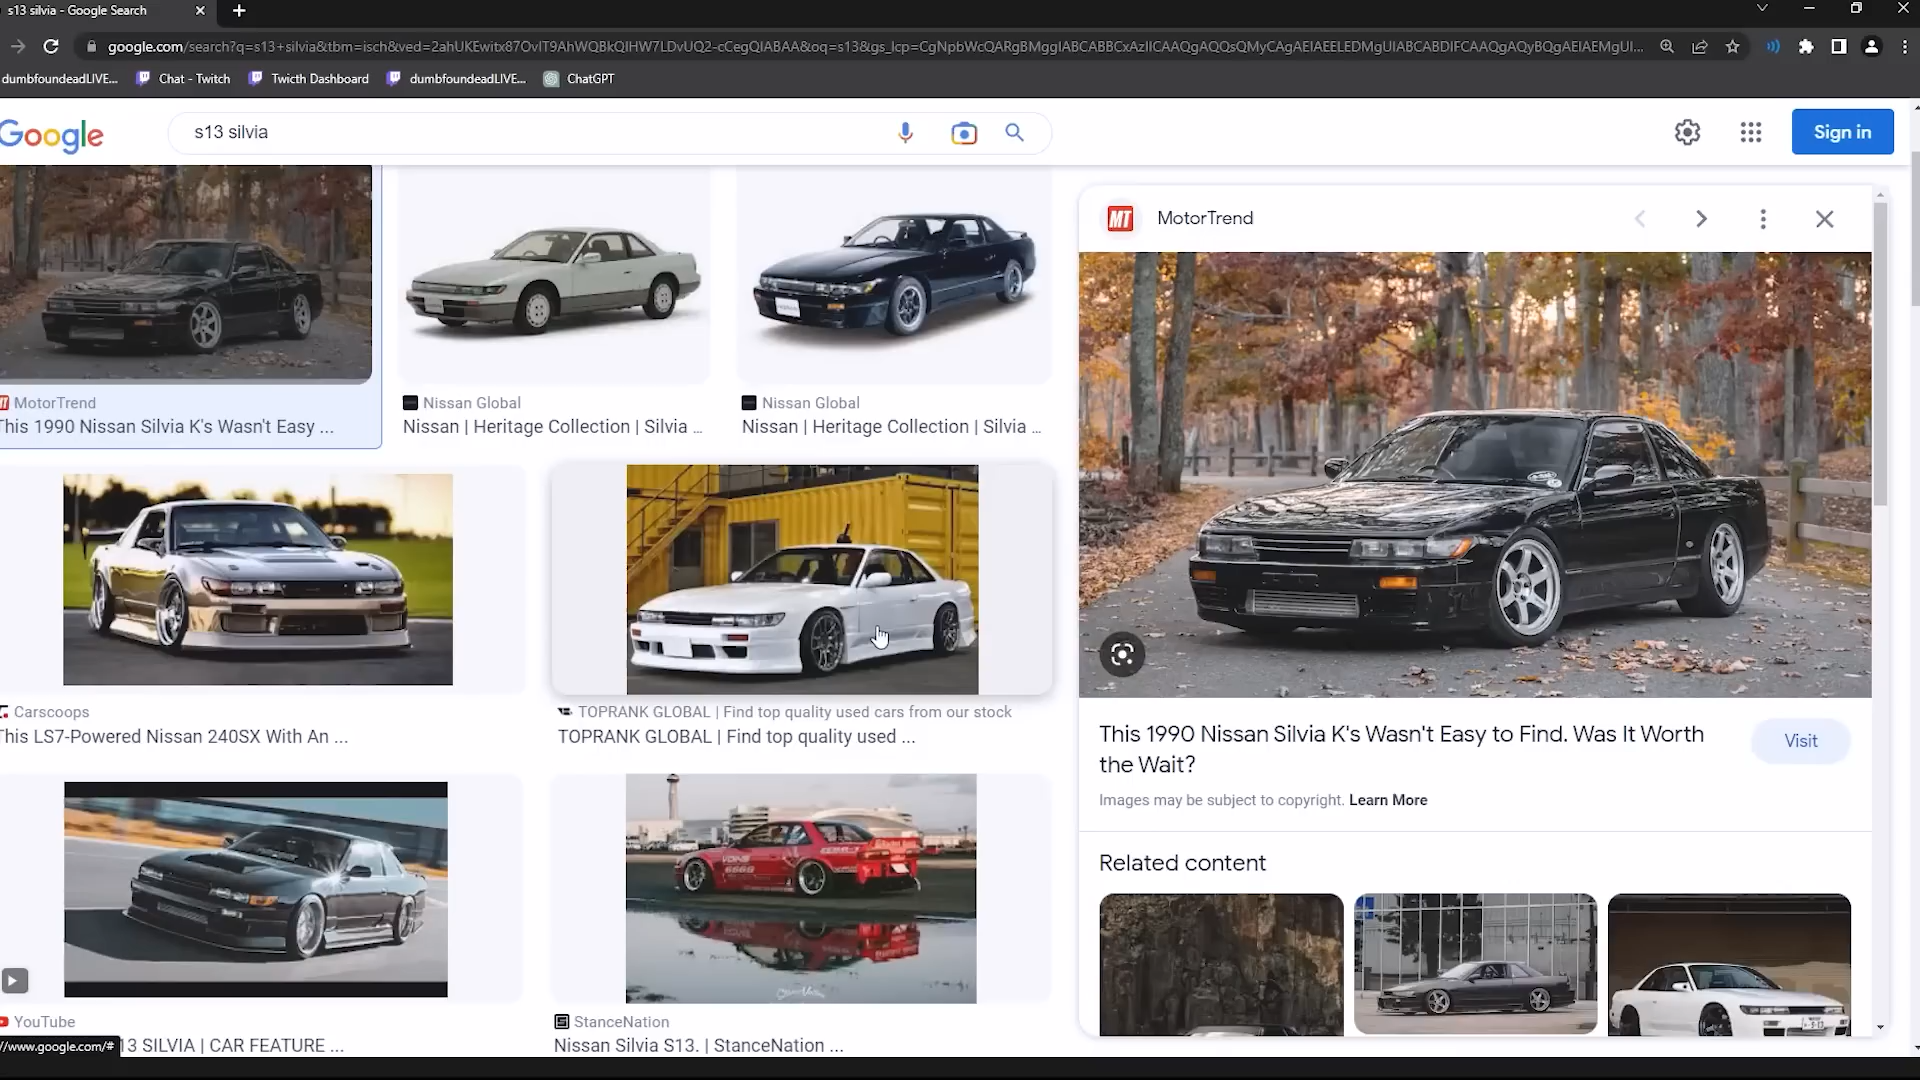 s13 silvia - Google Search
google.com/search?q=s13+silvia&tbm=isch&ved=2ahUKEwitx87OvIT9AhWQBkQIHW7LDvUQ2-cCegQIABAA&oq=s13&gs_lcp=CgNpbWcQARgBMggIABCABBCxAzIICAAQgAQQsQMyCAgAEIAEELEDMgUIABCABDIFCAAQgAQyBQgAEIAEMgUI...
dumbfoundeadLIVE...
Chat - Twitch
Twicth Dashboard
dumbfoundeadLIVE...
ChatGPT
Google
s13 silvia
Sign in
MT MotorTrend
MotorTrend
This 1990 Nissan Silvia K's Wasn't Easy ...
Nissan Global
Nissan | Heritage Collection | Silvia ...
Nissan Global
Nissan | Heritage Collection | Silvia ...
Carscoops
This LS7-Powered Nissan 240SX With An ...
TOPRANK GLOBAL | Find top quality used cars from our stock
TOPRANK GLOBAL | Find top quality used ...
This 1990 Nissan Silvia K's Wasn't Easy to Find. Was It Worth
the Wait?
Visit
Images may be subject to copyright. Learn More
Related content
YouTube
13 SILVIA | CAR FEATURE ...
StanceNation
Nissan Silvia S13. | StanceNation ...
//www.google.com/#